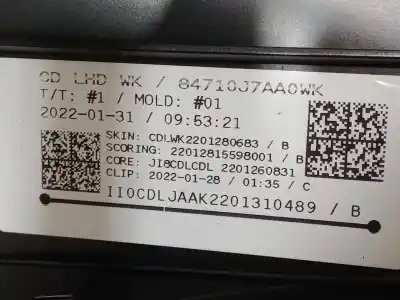 CD LHD WK / 84710J7AA0WK
T/T: #1 / MOLD: #01
2022-01-31 / 09:53:21
SKIN: CDLWK2201280683 / B
SCORING: 22012815598001 / B
CORE: JI8CDLCDL 2201260831
CLIP: 2022-01-28 / 01:35 / C
II0CDLJAAK2201310489 / B